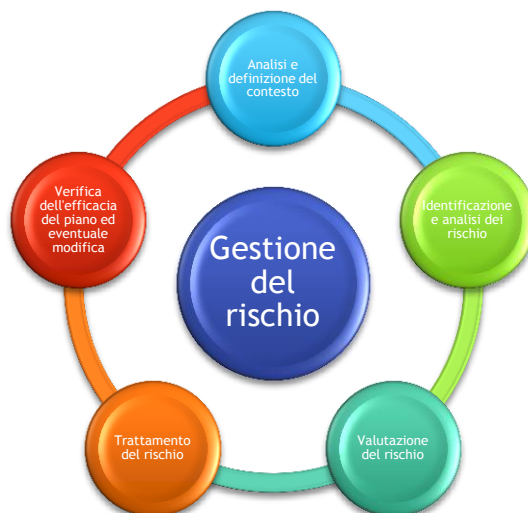 Analisi e
definizione del
contesto
Identificazione
e analisi dei
rischio
Valutazione
del rischio
Trattamento
del rischio
Verifica
dell'efficacia
del piano ed
eventuale
modifica
Gestione
del
rischio